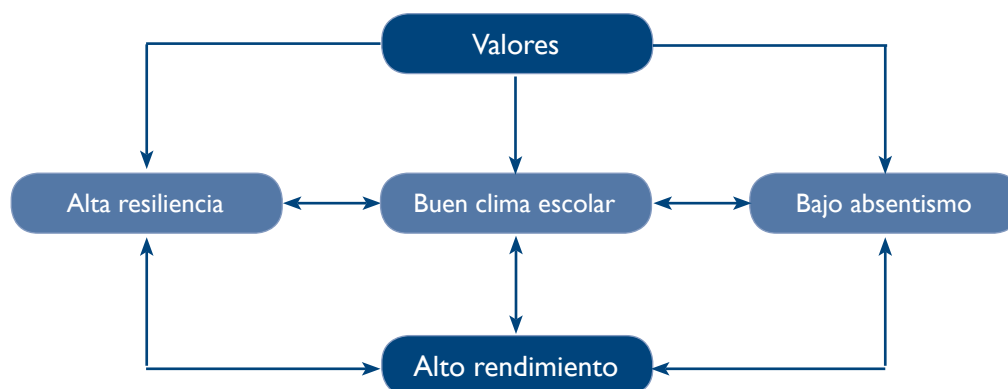 Valores
Alta resiliencia
Buen clima escolar
Bajo absentismo
Alto rendimiento